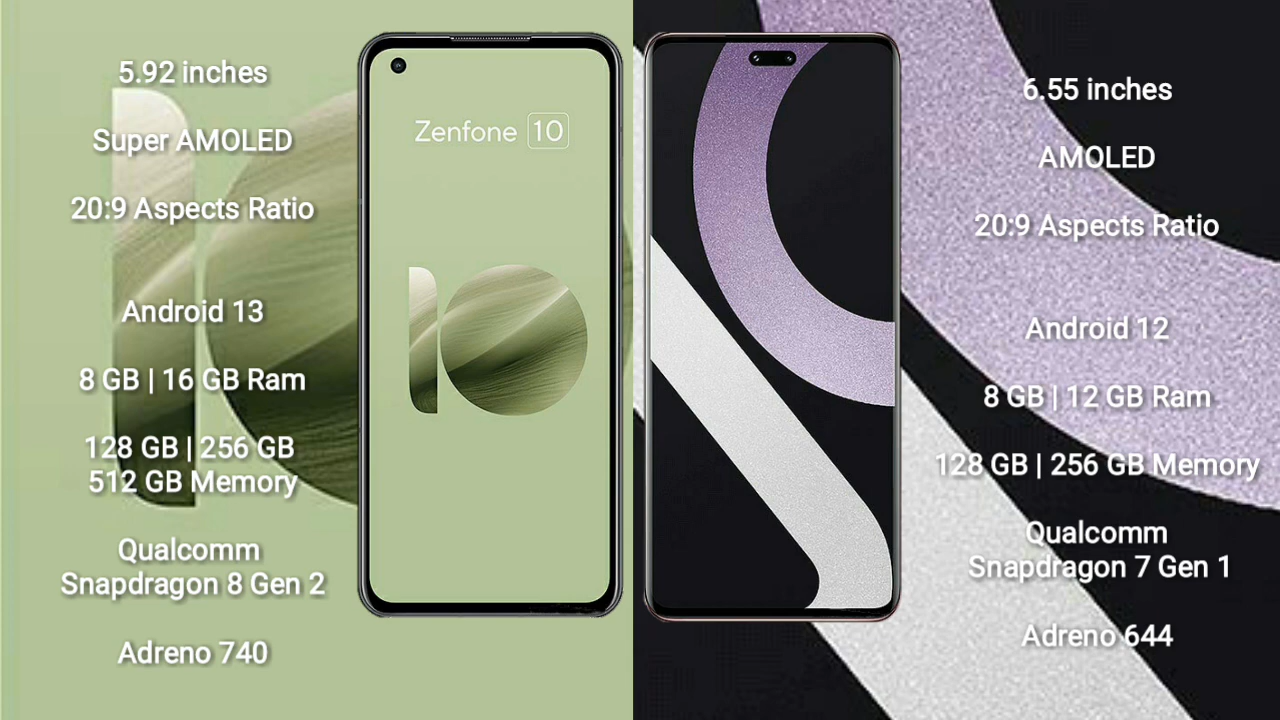 5.92 inches
Super AMOLED
20:9 Aspects Ratio
Android 13
8 GB | 16 GB Ram
128 GB | 256 GB
512 GB Memory
Qualcomm
Snapdragon 8 Gen 2
Adreno 740
Zenfone 10
10
6.55 inches
AMOLED
20:9 Aspects Ratio
Android 12
8 GB | 12 GB Ram
128 GB | 256 GB Memory
Qualcomm
Snapdragon 7 Gen 1
Adreno 644